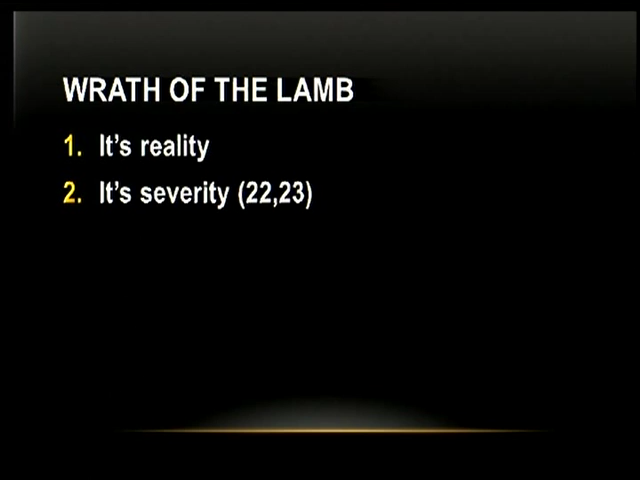 WRATH OF THE LAMB
1. It's reality
2. It's severity (22,23)